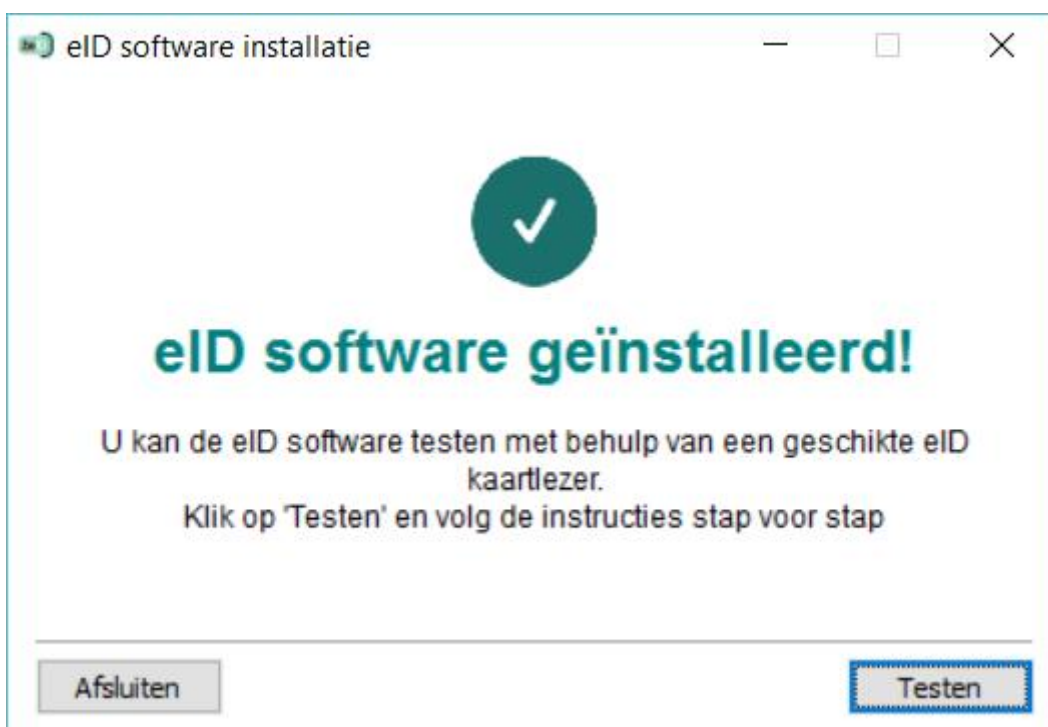 eID software installatie
eID software geïnstalleerd!
U kan de eID software testen met behulp van een geschikte eID
kaartlezer.
Klik op 'Testen' en volg de instructies stap voor stap
Afsluiten
Testen